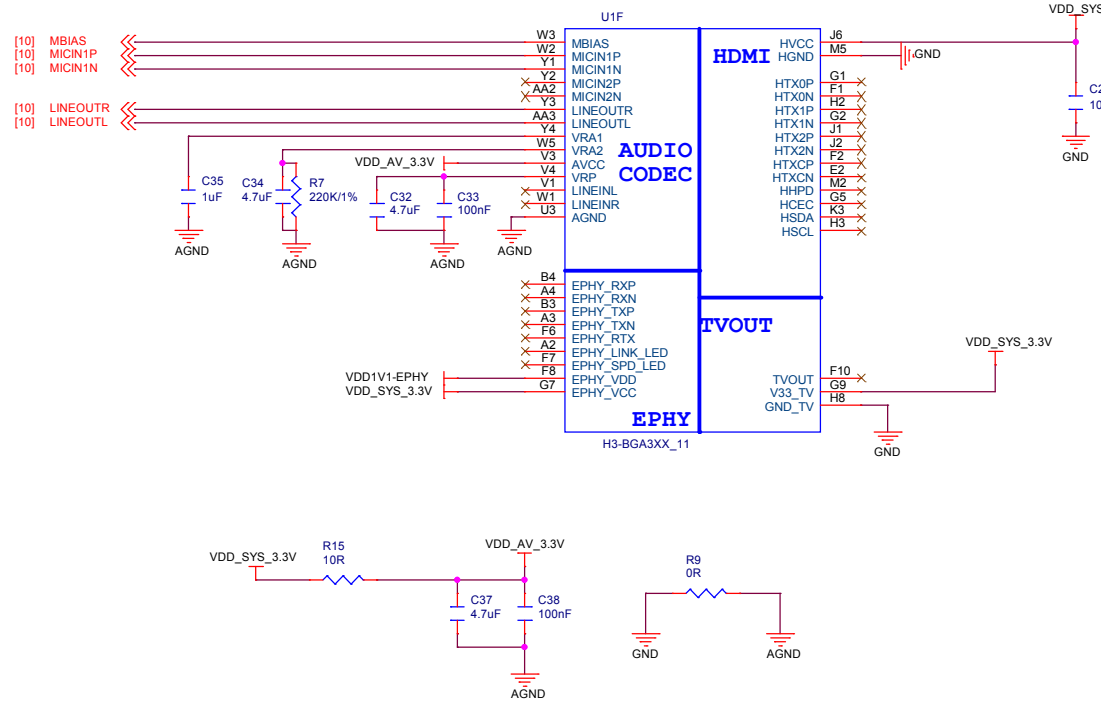 U1F
VDD_SYS
[10] MBIAS
[10] MICIN1P
[10] MICIN1N
[10] LINEOUTR
[10] LINEOUTL
W3 MBIAS
W2 MICIN1P
Y1 MICIN1N
Y2 MICIN2P
AA2 MICIN2N
Y3 LINEOUTR
AA3 LINEOUTL
Y4 VRA1
W5 VRA2
V3 AVCC
V4 VRP
V1 LINEINL
W1 LINEINR
U3 AGND
AUDIO
CODEC
HDMI
HVCC J6
HGND M5
GND
HTX0P G1
HTX0N F1
HTX1P H2
HTX1N G2
HTX2P J1
HTX2N J2
HTXCP F2
HTXCN E2
HHPD M2
HCEC G5
HSDA K3
HSCL H3
C2
10
GND
VDD_AV_3.3V
C35
1uF
AGND
C34
4.7uF
R7
220K/1%
AGND
C32
4.7uF
C33
100nF
AGND
AGND
B4 EPHY_RXP
A4 EPHY_RXN
B3 EPHY_TXP
A3 EPHY_TXN
F6 EPHY_RTX
A2 EPHY_LINK_LED
F7 EPHY_SPD_LED
F8 EPHY_VDD
G7 EPHY_VCC
VDD1V1-EPHY
VDD_SYS_3.3V
EPHY
TVOUT
TVOUT F10
V33_TV G9
GND_TV H8
VDD_SYS_3.3V
GND
H3-BGA3XX_11
VDD_SYS_3.3V
R15
10R
VDD_AV_3.3V
C37
4.7uF
C38
100nF
AGND
R9
0R
GND
AGND